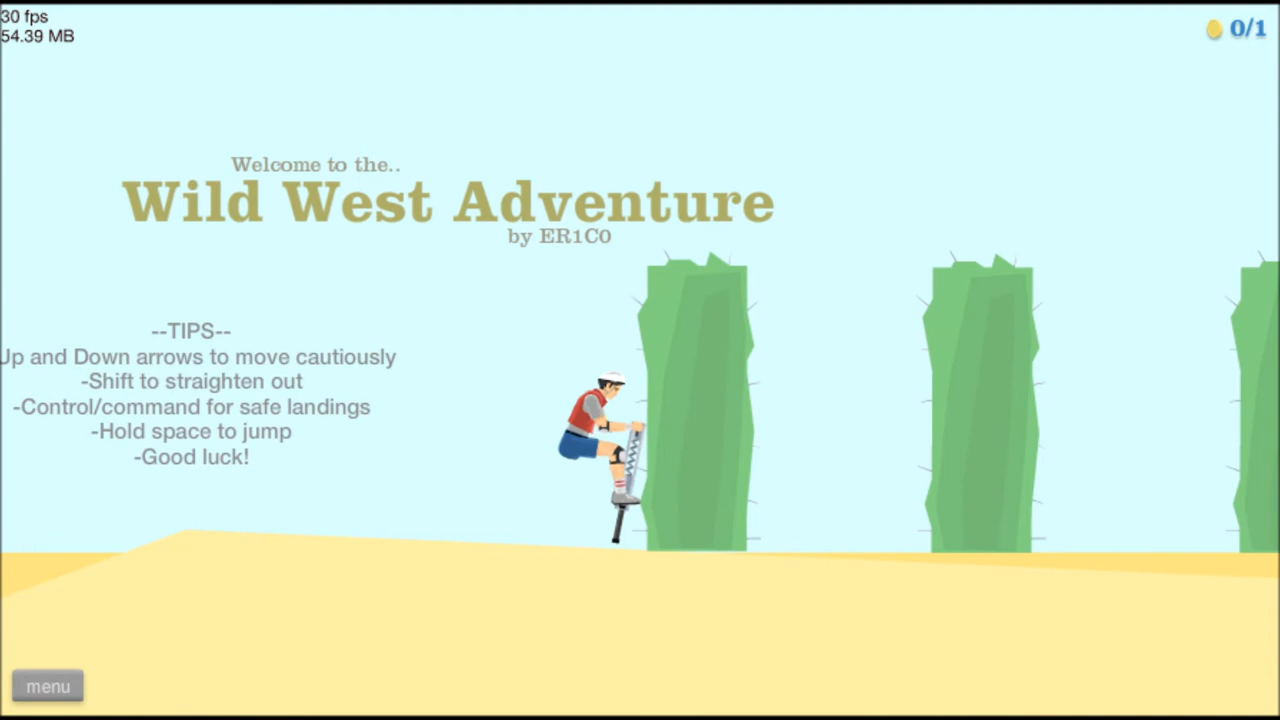 30 fps
54.39 MB
0/1
Welcome to the..
Wild West Adventure
by ER1C0
--TIPS--
Up and Down arrows to move cautiously
-Shift to straighten out
-Control/command for safe landings
-Hold space to jump
-Good luck!
menu